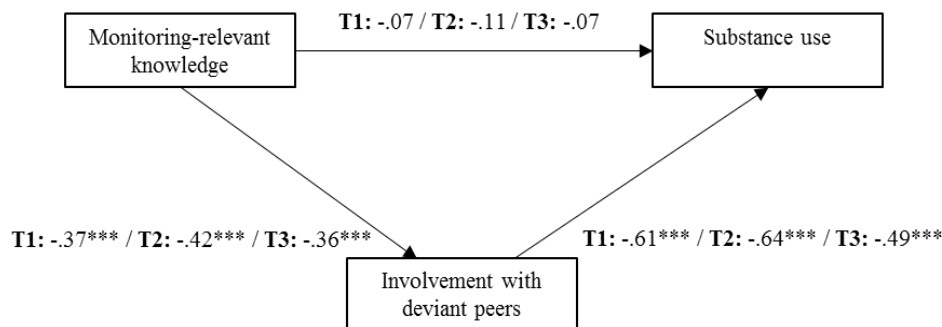 T1: -.07 / T2: -.11 / T3: -.07
Monitoring-relevant
knowledge
Substance use
T1: -.37*** / T2: -.42*** / T3: -.36***
T1: -.61*** / T2: -.64*** / T3: -.49***
Involvement with
deviant peers